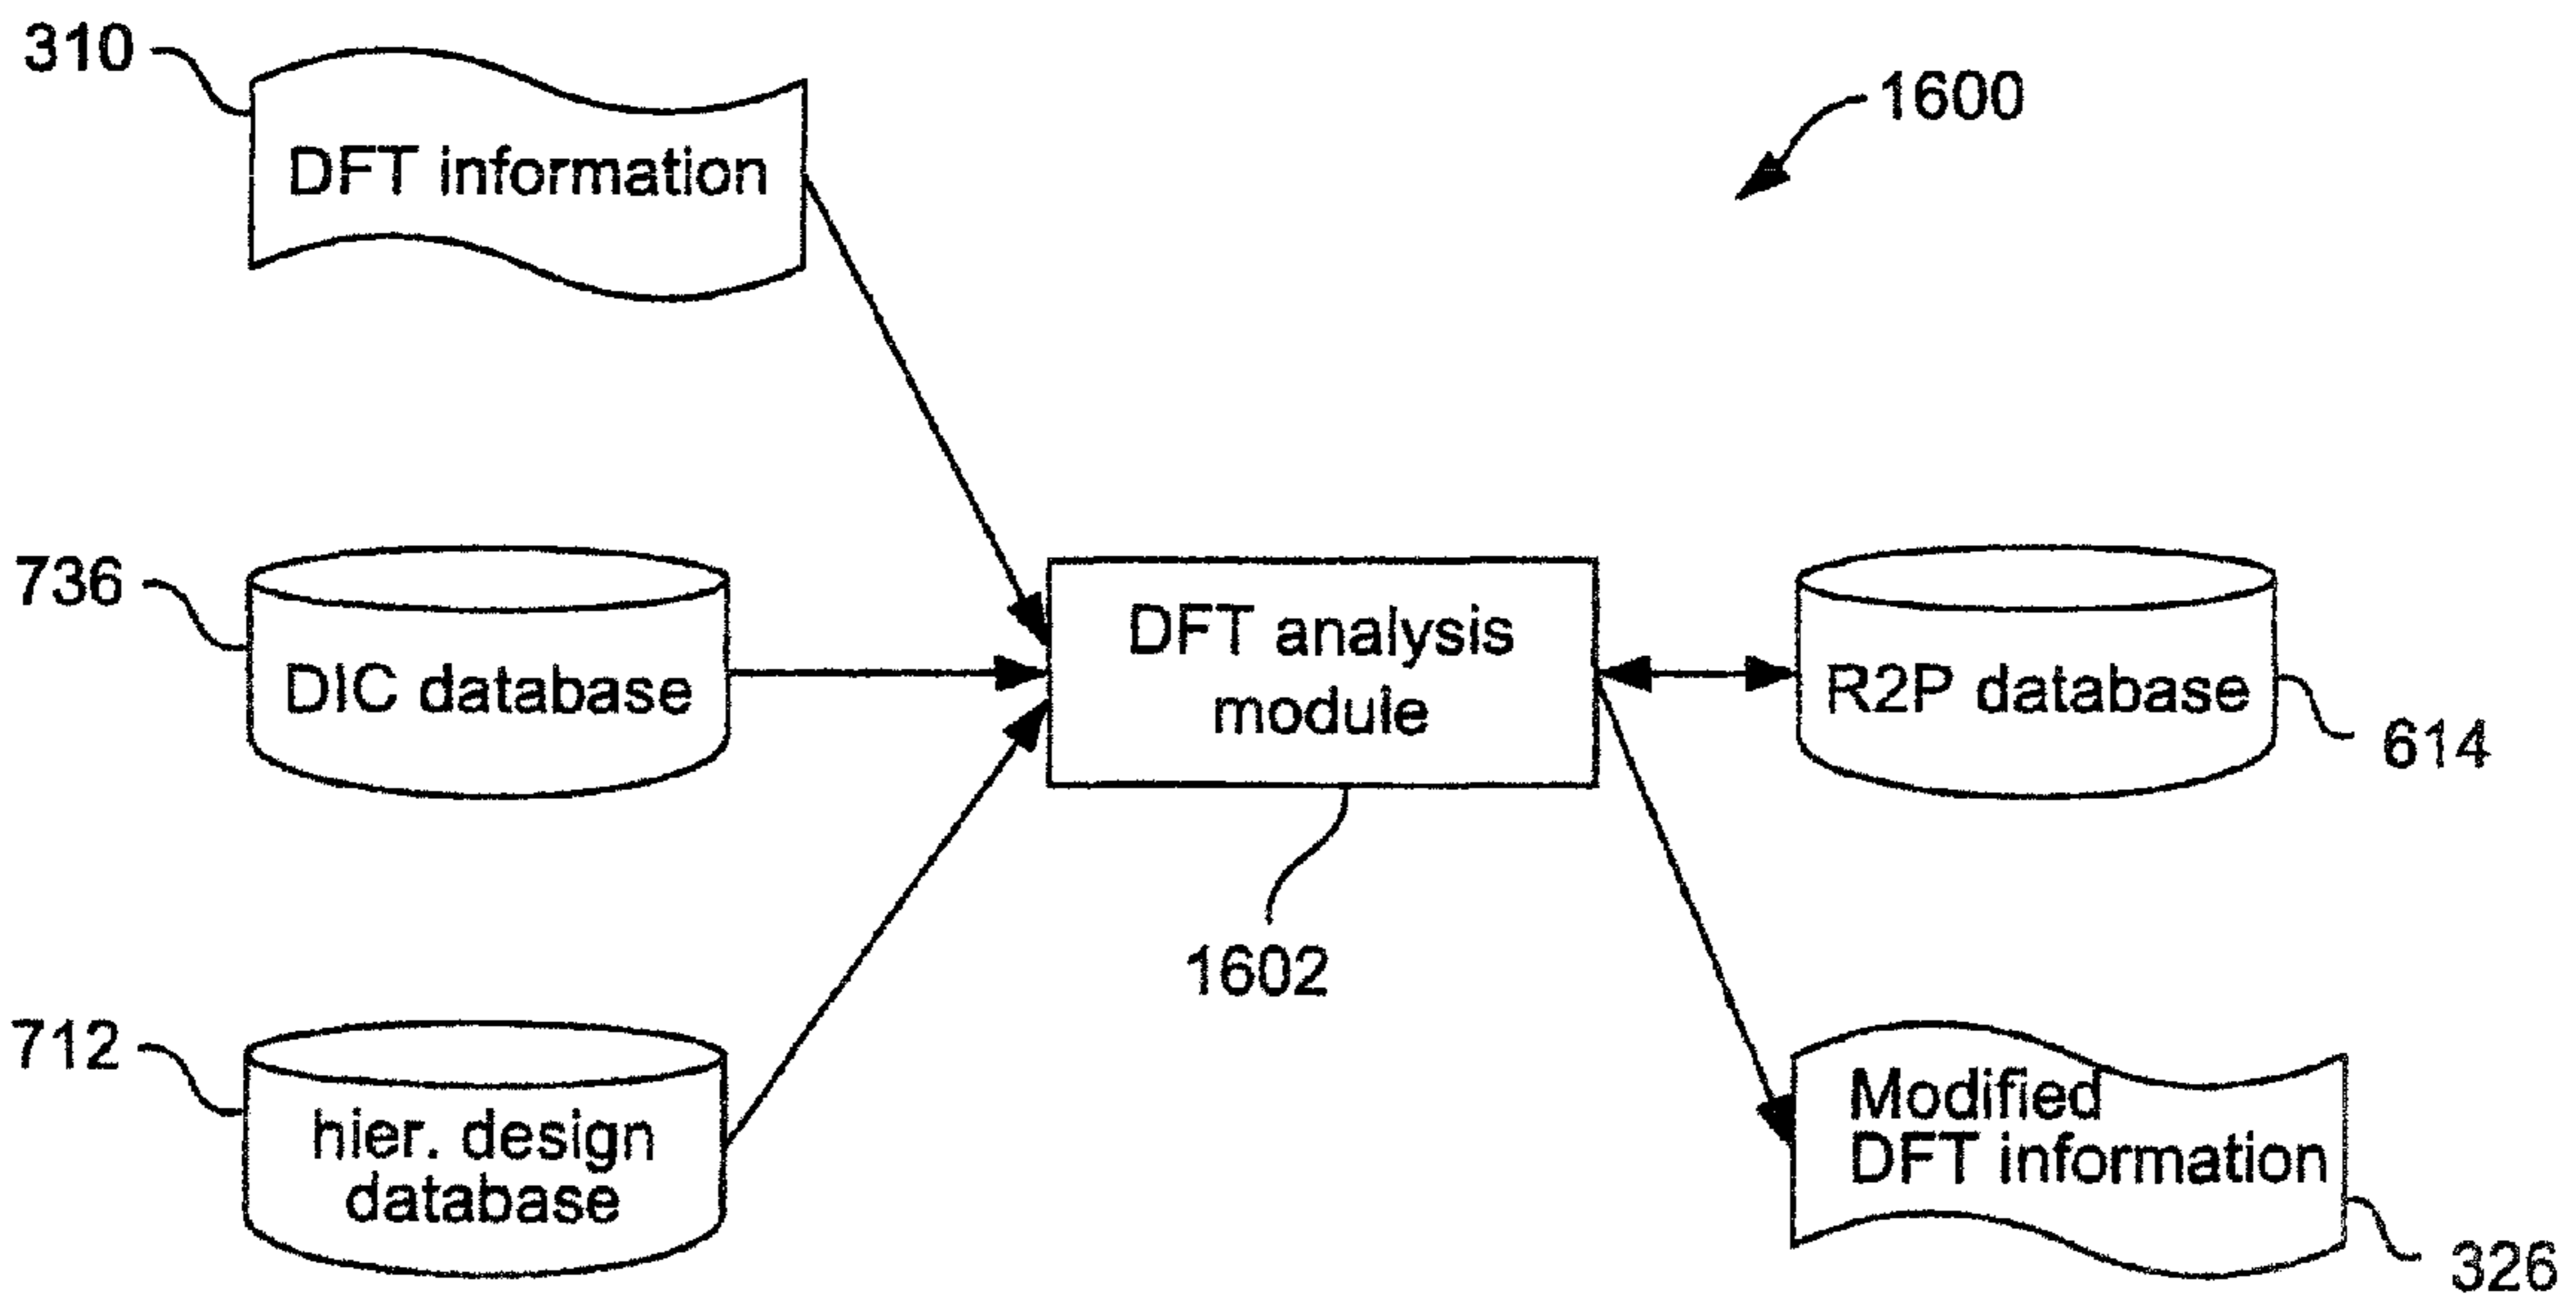 310
DFT information
1600
736
DIC database
DFT analysis
module
R2P database
614
1602
712
hier. design
database
Modified
DFT information
326